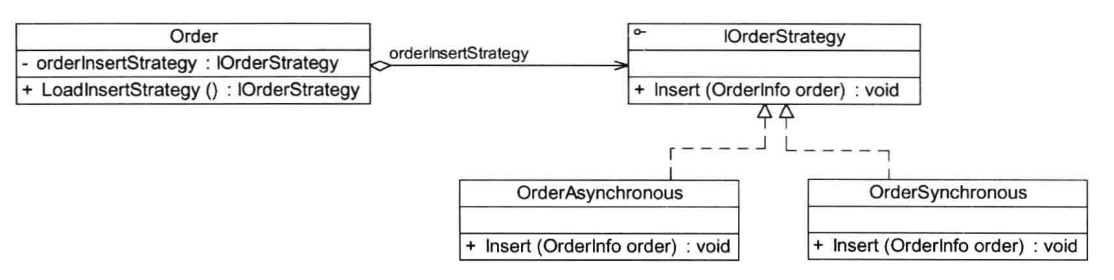 Order
- orderInsertStrategy : IOrderStrategy
+ LoadInsertStrategy () : IOrderStrategy
orderInsertStrategy
IOrderStrategy
+ Insert (OrderInfo order) : void
OrderAsynchronous
+ Insert (OrderInfo order) : void
OrderSynchronous
+ Insert (OrderInfo order) : void